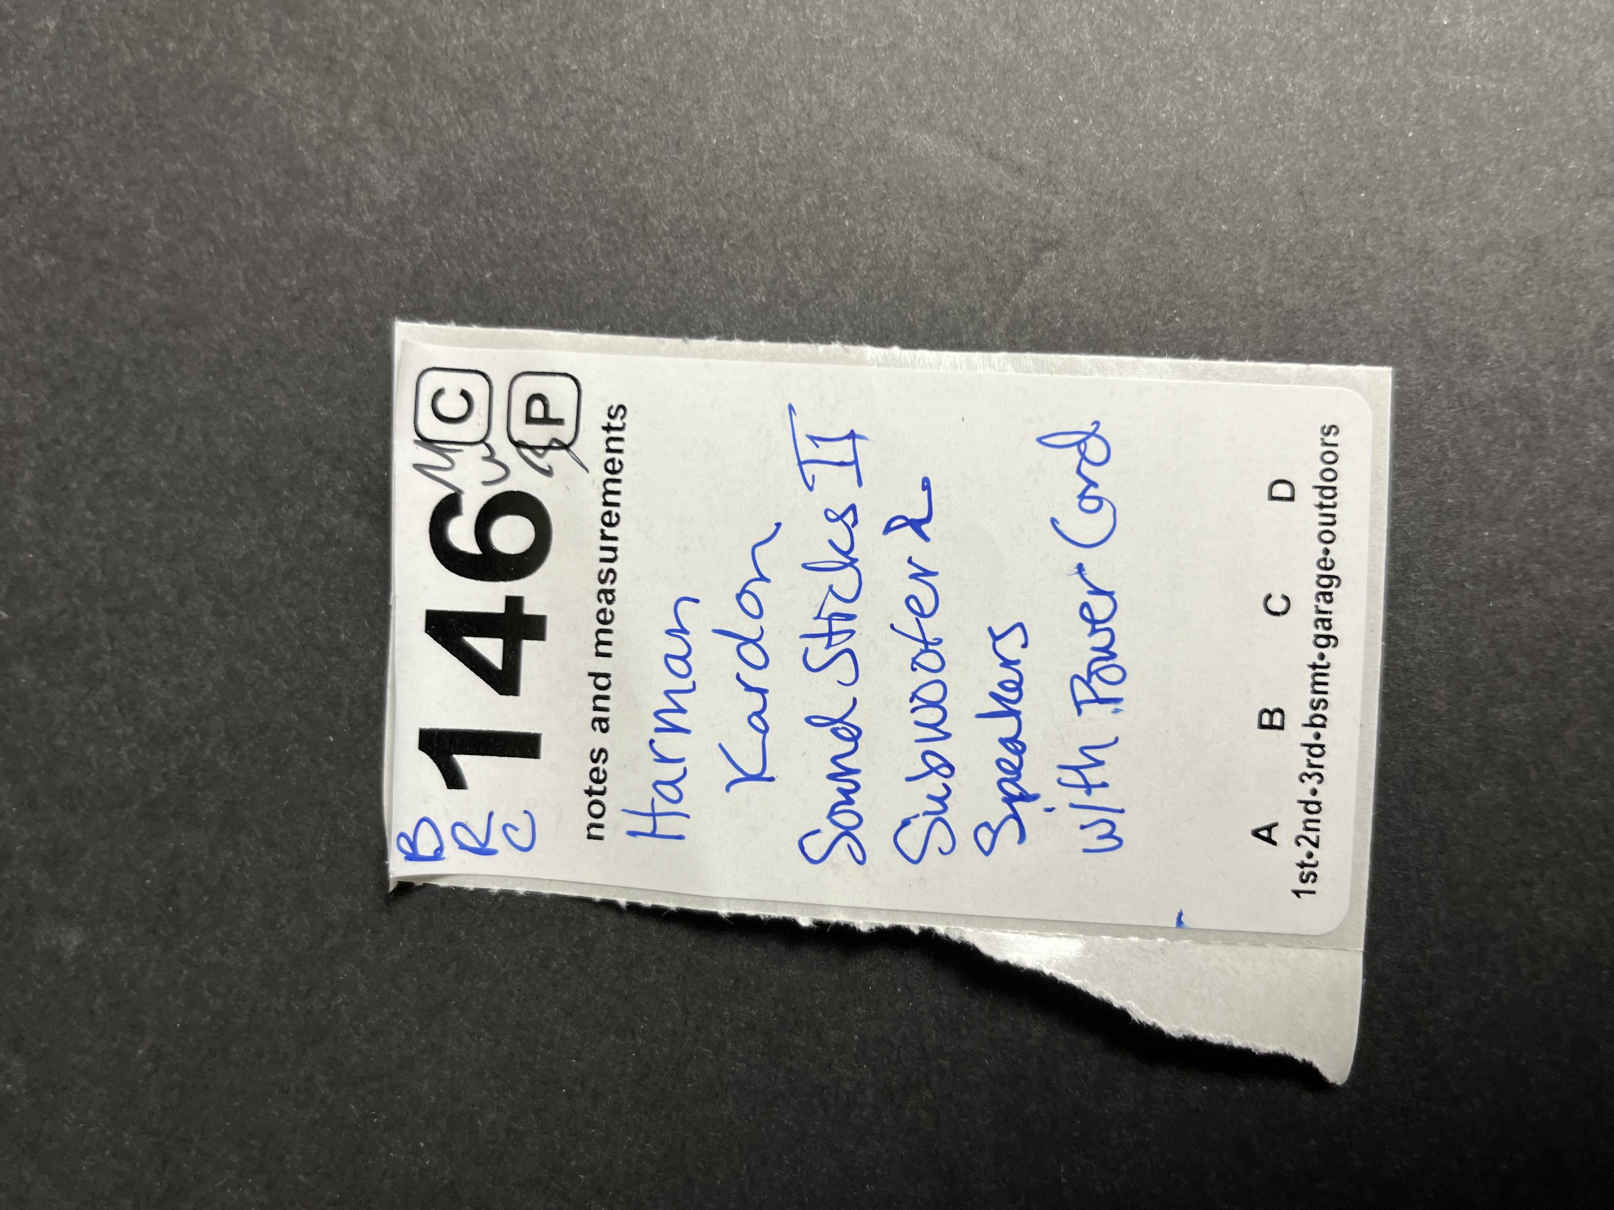 B
R
C
146
C
P
notes and measurements
Harman
Kardon
Sound Sticks II
Subwoofer &
Speakers
with Power Cord
A B C D
1st•2nd•3rd•bsmt•garage•outdoors